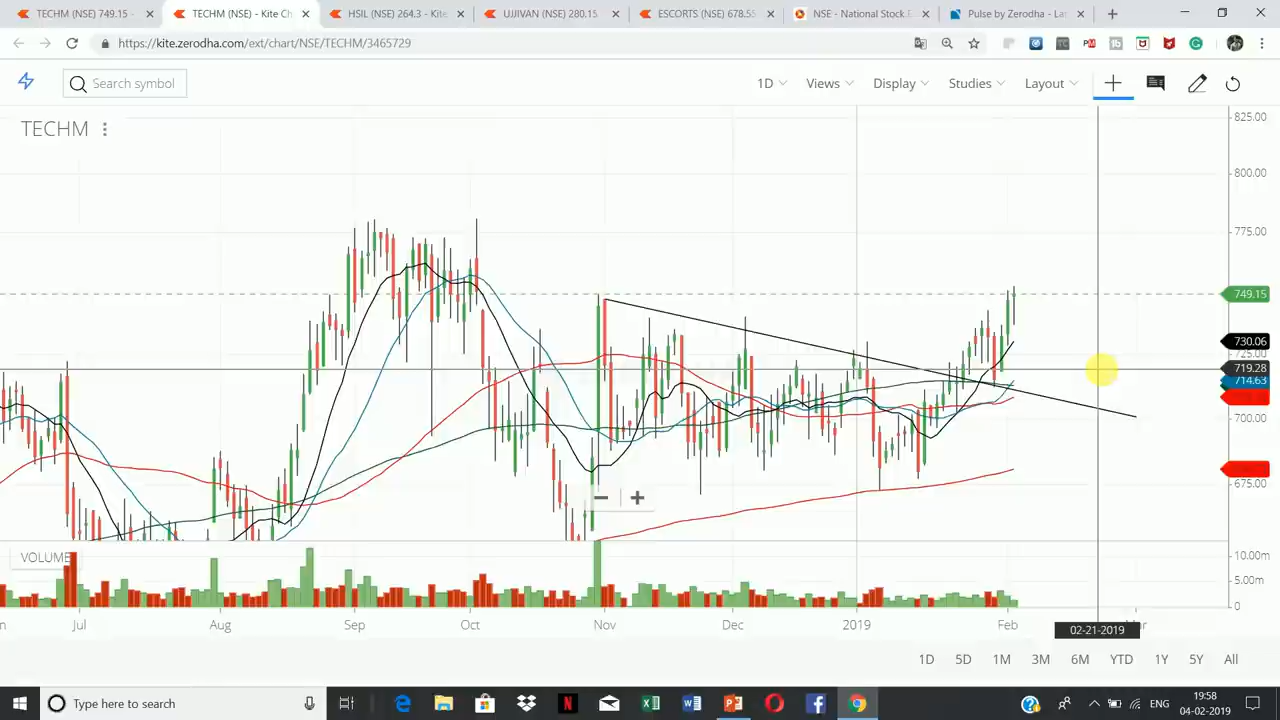 TECHM (NSE) 749.15 -
TECHM (NSE) - Kite Ch
HSIL (NSE) 264.3 - Kite
UJJIVAN (NSE) 280.15
ESCORTS (NSE) 678.55
NSE - National Stock E
Pulse by Zerodha - La
https://kite.zerodha.com/ext/chart/NSE/TECHM/3465729
Search symbol
1D Views Display Studies Layout
TECHM
825.00
800.00
775.00
749.15
730.06
725.00
719.28
714.63
700.00
675.00
VOLUME
10.00m
5.00m
0
Jul Aug Sep Oct Nov Dec 2019 Feb
02-21-2019
1D 5D 1M 3M 6M YTD 1Y 5Y All
Type here to search
ENG
19:58
04-02-2019